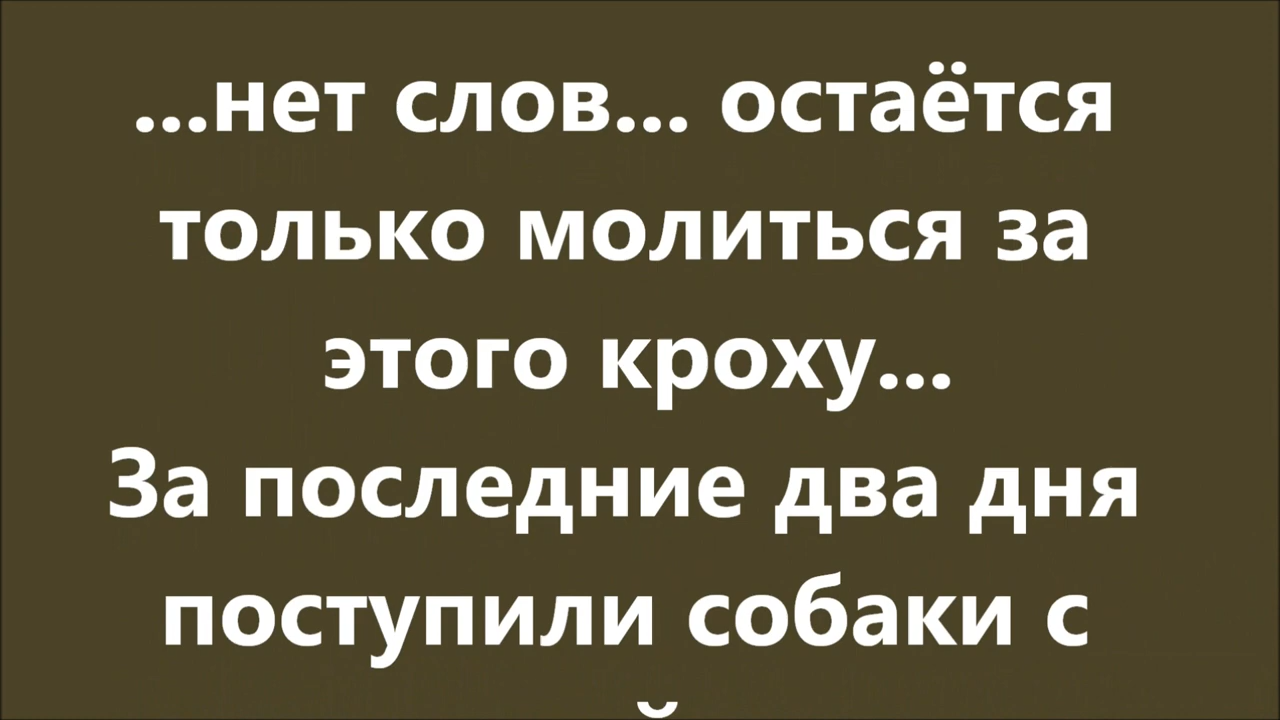 ...нет слов... остаётся
только молиться за
этого кроху...
За последние два дня
поступили собаки с